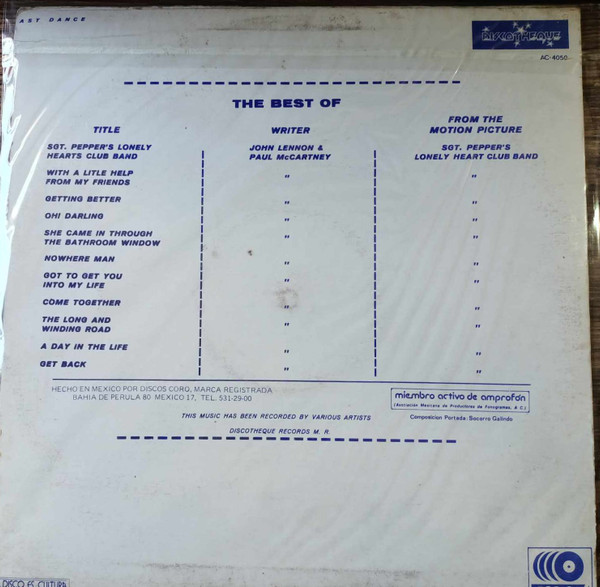 AST DANCE
DISCOTHEQUE
AC-4050
THE BEST OF
TITLE WRITER FROM THE MOTION PICTURE
SGT. PEPPER'S LONELY HEARTS CLUB BAND JOHN LENNON & PAUL McCARTNEY SGT. PEPPER'S LONELY HEART CLUB BAND
WITH A LITLE HELP FROM MY FRIENDS " "
GETTING BETTER " "
OH! DARLING " "
SHE CAME IN THROUGH THE BATHROOM WINDOW " "
NOWHERE MAN " "
GOT TO GET YOU INTO MY LIFE " "
COME TOGETHER " "
THE LONG AND WINDING ROAD " "
A DAY IN THE LIFE " "
GET BACK " "
HECHO EN MEXICO POR DISCOS CORO, MARCA REGISTRADA
BAHIA DE PERULA 80 MEXICO 17, TEL. 531-29-00
miembro activo de amprofón
(Asociación Mexicana de Productores de Fonogramas, A.C.)
Composicion Portada: Socorro Galindo
THIS MUSIC HAS BEEN RECORDED BY VARIOUS ARTISTS
DISCOTHEQUE RECORDS M. R.
DISCO ES CULTURA